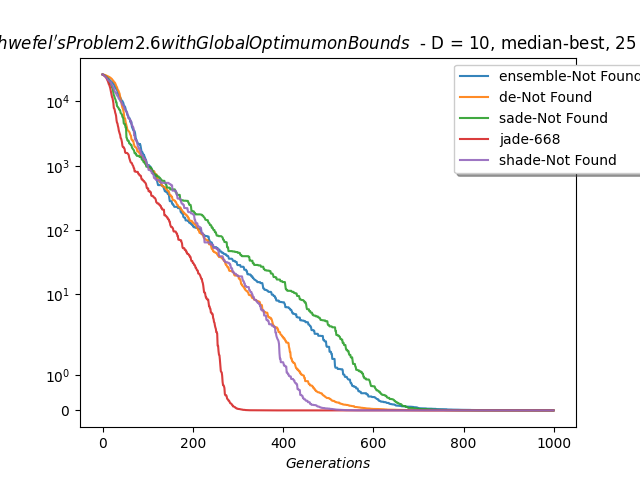 hwefel'sProblem2.6withGlobalOptimumonBounds - D = 10, median-best, 25
ensemble-Not Found
de-Not Found
sade-Not Found
jade-668
shade-Not Found
10^4
10^3
10^2
10^1
10^0
0
0 200 400 600 800 1000
Generations